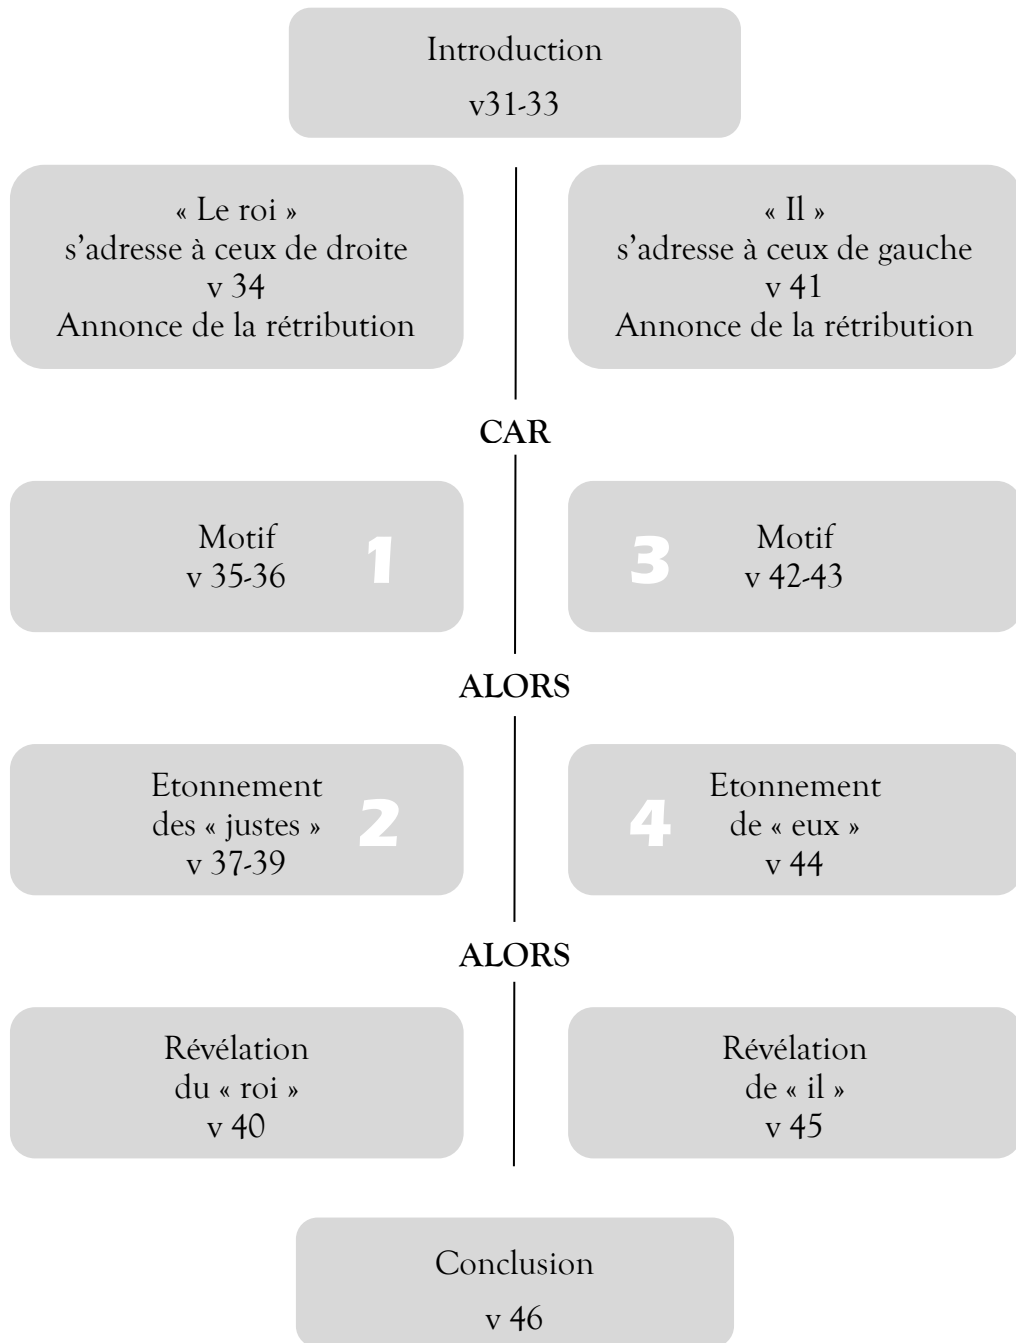 Introduction
v31-33
« Le roi »
s’adresse à ceux de droite
v 34
Annonce de la rétribution
« Il »
s’adresse à ceux de gauche
v 41
Annonce de la rétribution
CAR
Motif
v 35-36
1
3
Motif
v 42-43
ALORS
Etonnement
des « justes »
v 37-39
2
4
Etonnement
de « eux »
v 44
ALORS
Révélation
du « roi »
v 40
Révélation
de « il »
v 45
Conclusion
v 46